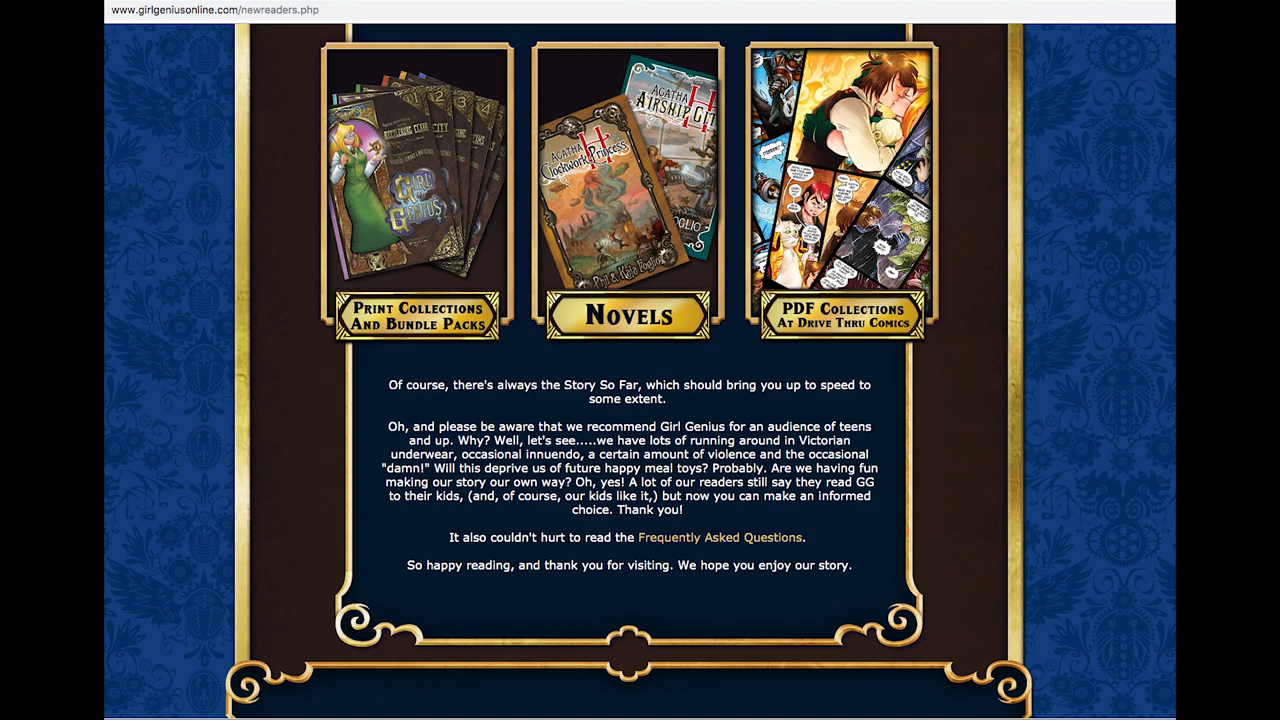 www.girlgeniusonline.com/newreaders.php
GIRL
GENIUS
2
3
4
AGATHA H
Clockwork Princess
Phil & Kaja Foglio
AGATHA H
AIRSHIP
Print Collections
And Bundle Packs
Novels
PDF Collections
At Drive Thru Comics
Of course, there's always the Story So Far, which should bring you up to speed to
some extent.
Oh, and please be aware that we recommend Girl Genius for an audience of teens
and up. Why? Well, let's see.....we have lots of running around in Victorian
underwear, occasional innuendo, a certain amount of violence and the occasional
"damn!" Will this deprive us of future happy meal toys? Probably. Are we having fun
making our story our own way? Oh, yes! A lot of our readers still say they read GG
to their kids, (and, of course, our kids like it,) but now you can make an informed
choice. Thank you!
It also couldn't hurt to read the Frequently Asked Questions.
So happy reading, and thank you for visiting. We hope you enjoy our story.